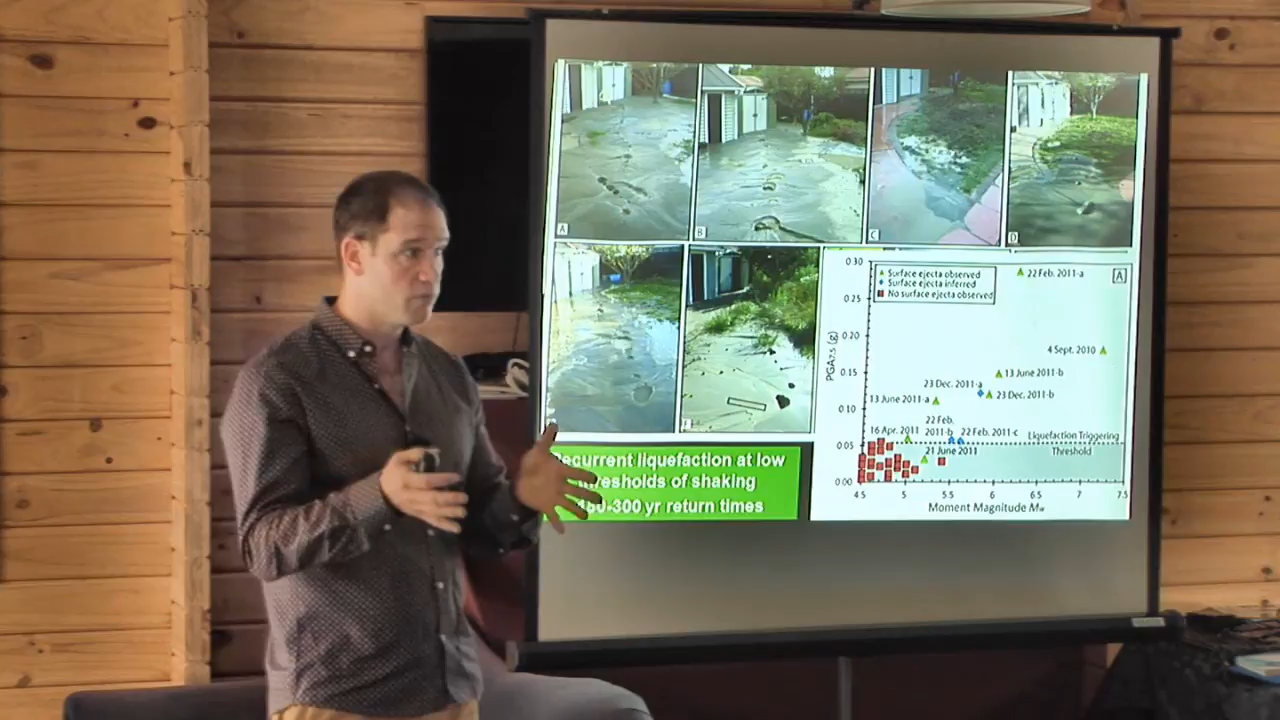 A
B
C
D
0.30
0.25
0.20
0.15
0.10
0.05
0.00
PGA7.5 (g)
Surface ejecta observed
Surface ejecta inferred
No surface ejecta observed
A
22 Feb. 2011-a
4 Sept. 2010
13 June 2011-b
23 Dec. 2011-a
23 Dec. 2011-b
13 June 2011-a
22 Feb.
2011-b
22 Feb. 2011-c
16 Apr. 2011
21 June 2011
Liquefaction Triggering
Threshold
4.5 5 5.5 6 6.5 7 7.5
Moment Magnitude Mw
liquefaction at low
of shaking
-300 yr return times